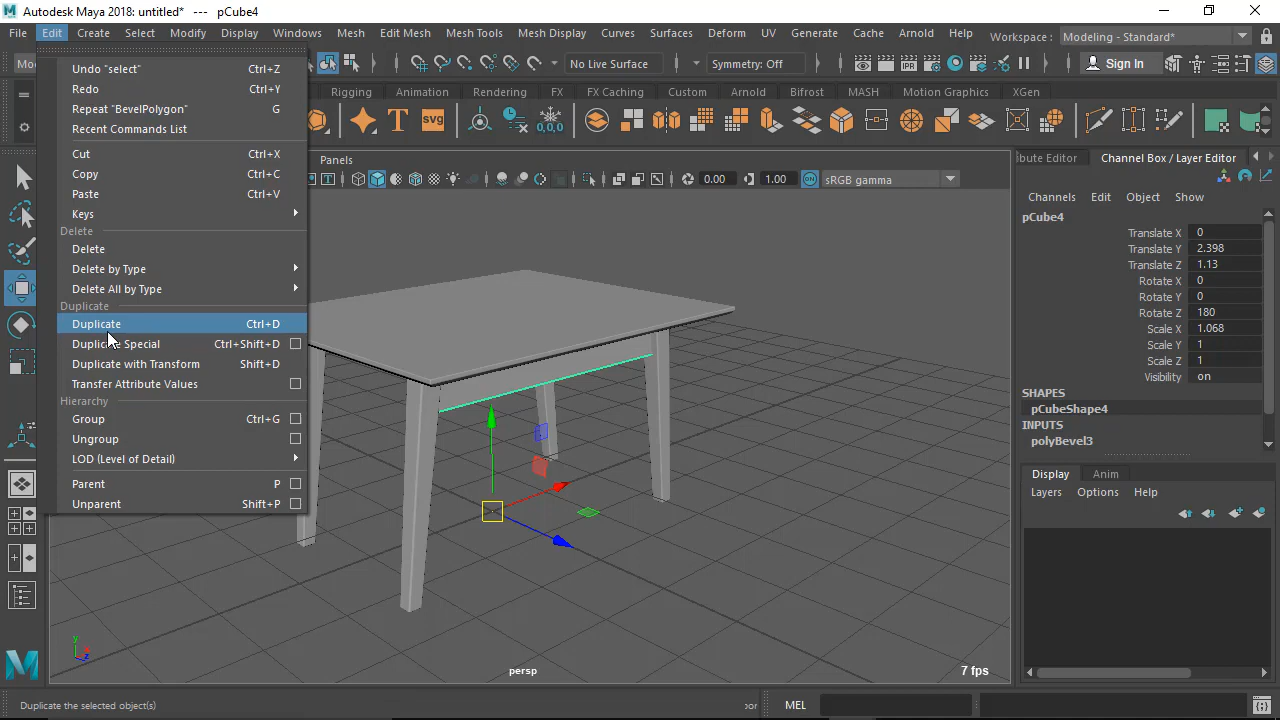 Autodesk Maya 2018: untitled*   ---   pCube4
File Edit Create Select Modify Display Windows Mesh Edit Mesh Mesh Tools Mesh Display Curves Surfaces Deform UV Volume Generate Cache Arnold Help Workspace : Modeling - Standard*
No Live Surface Symmetry: Off Sign In
Rigging Animation Rendering FX FX Caching Custom Arnold Bifrost MASH Motion Graphics XGen
Undo "select" Ctrl+Z
Redo Ctrl+Y
Repeat "BevelPolygon" G
Recent Commands List
Cut Ctrl+X
Copy Ctrl+C
Paste Ctrl+V
Keys
Delete
Delete
Delete by Type
Delete All by Type
Duplicate
Duplicate Ctrl+D
Duplicate Special Ctrl+Shift+D
Duplicate with Transform Shift+D
Transfer Attribute Values
Hierarchy
Group Ctrl+G
Ungroup
LOD (Level of Detail)
Parent P
Unparent Shift+P
Panels
0.00 1.00 sRGB gamma
persp
7 fps
ibute Editor Channel Box / Layer Editor
Channels Edit Object Show
pCube4
Translate X 0
Translate Y 2.398
Translate Z 1.13
Rotate X 0
Rotate Y 0
Rotate Z 180
Scale X 1.068
Scale Y 1
Scale Z 1
Visibility on
SHAPES
pCubeShape4
INPUTS
polyBevel3
Display Anim
Layers Options Help
Duplicate the selected object(s) MEL